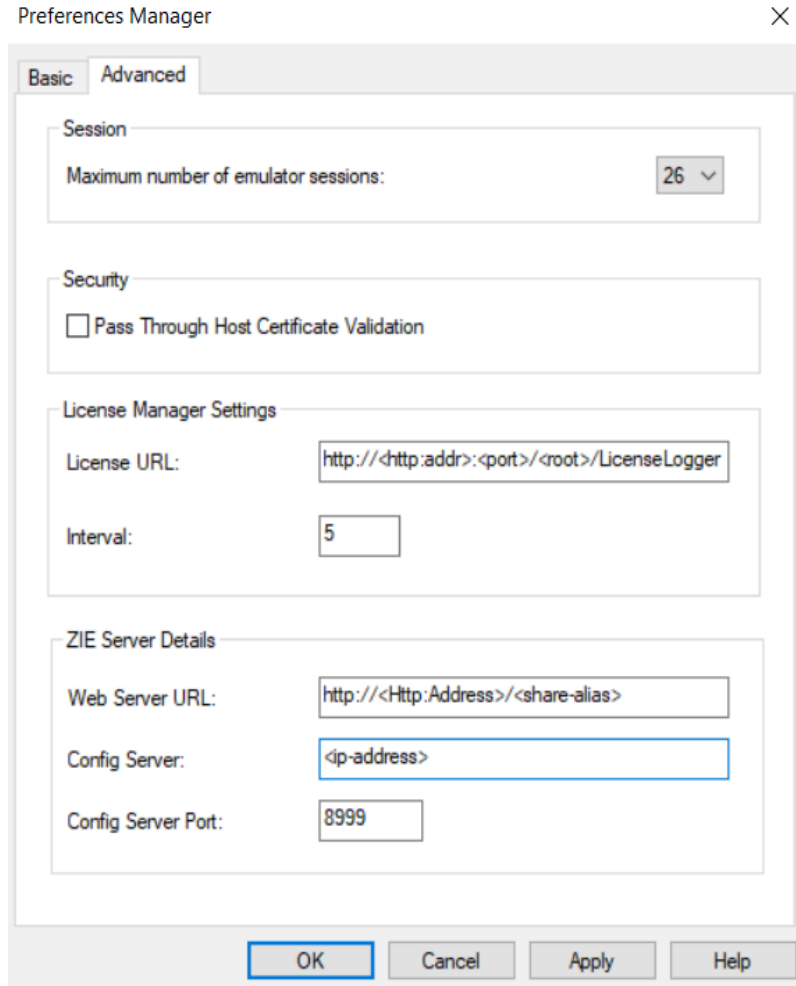 Preferences Manager
Basic Advanced
Session
Maximum number of emulator sessions: 26
Security
Pass Through Host Certificate Validation
License Manager Settings
License URL: http://<http:addr>:<port>/<root>/LicenseLogger
Interval: 5
ZIE Server Details
Web Server URL: http://<Http:Address>/<share-alias>
Config Server: <ip-address>
Config Server Port: 8999
OK Cancel Apply Help